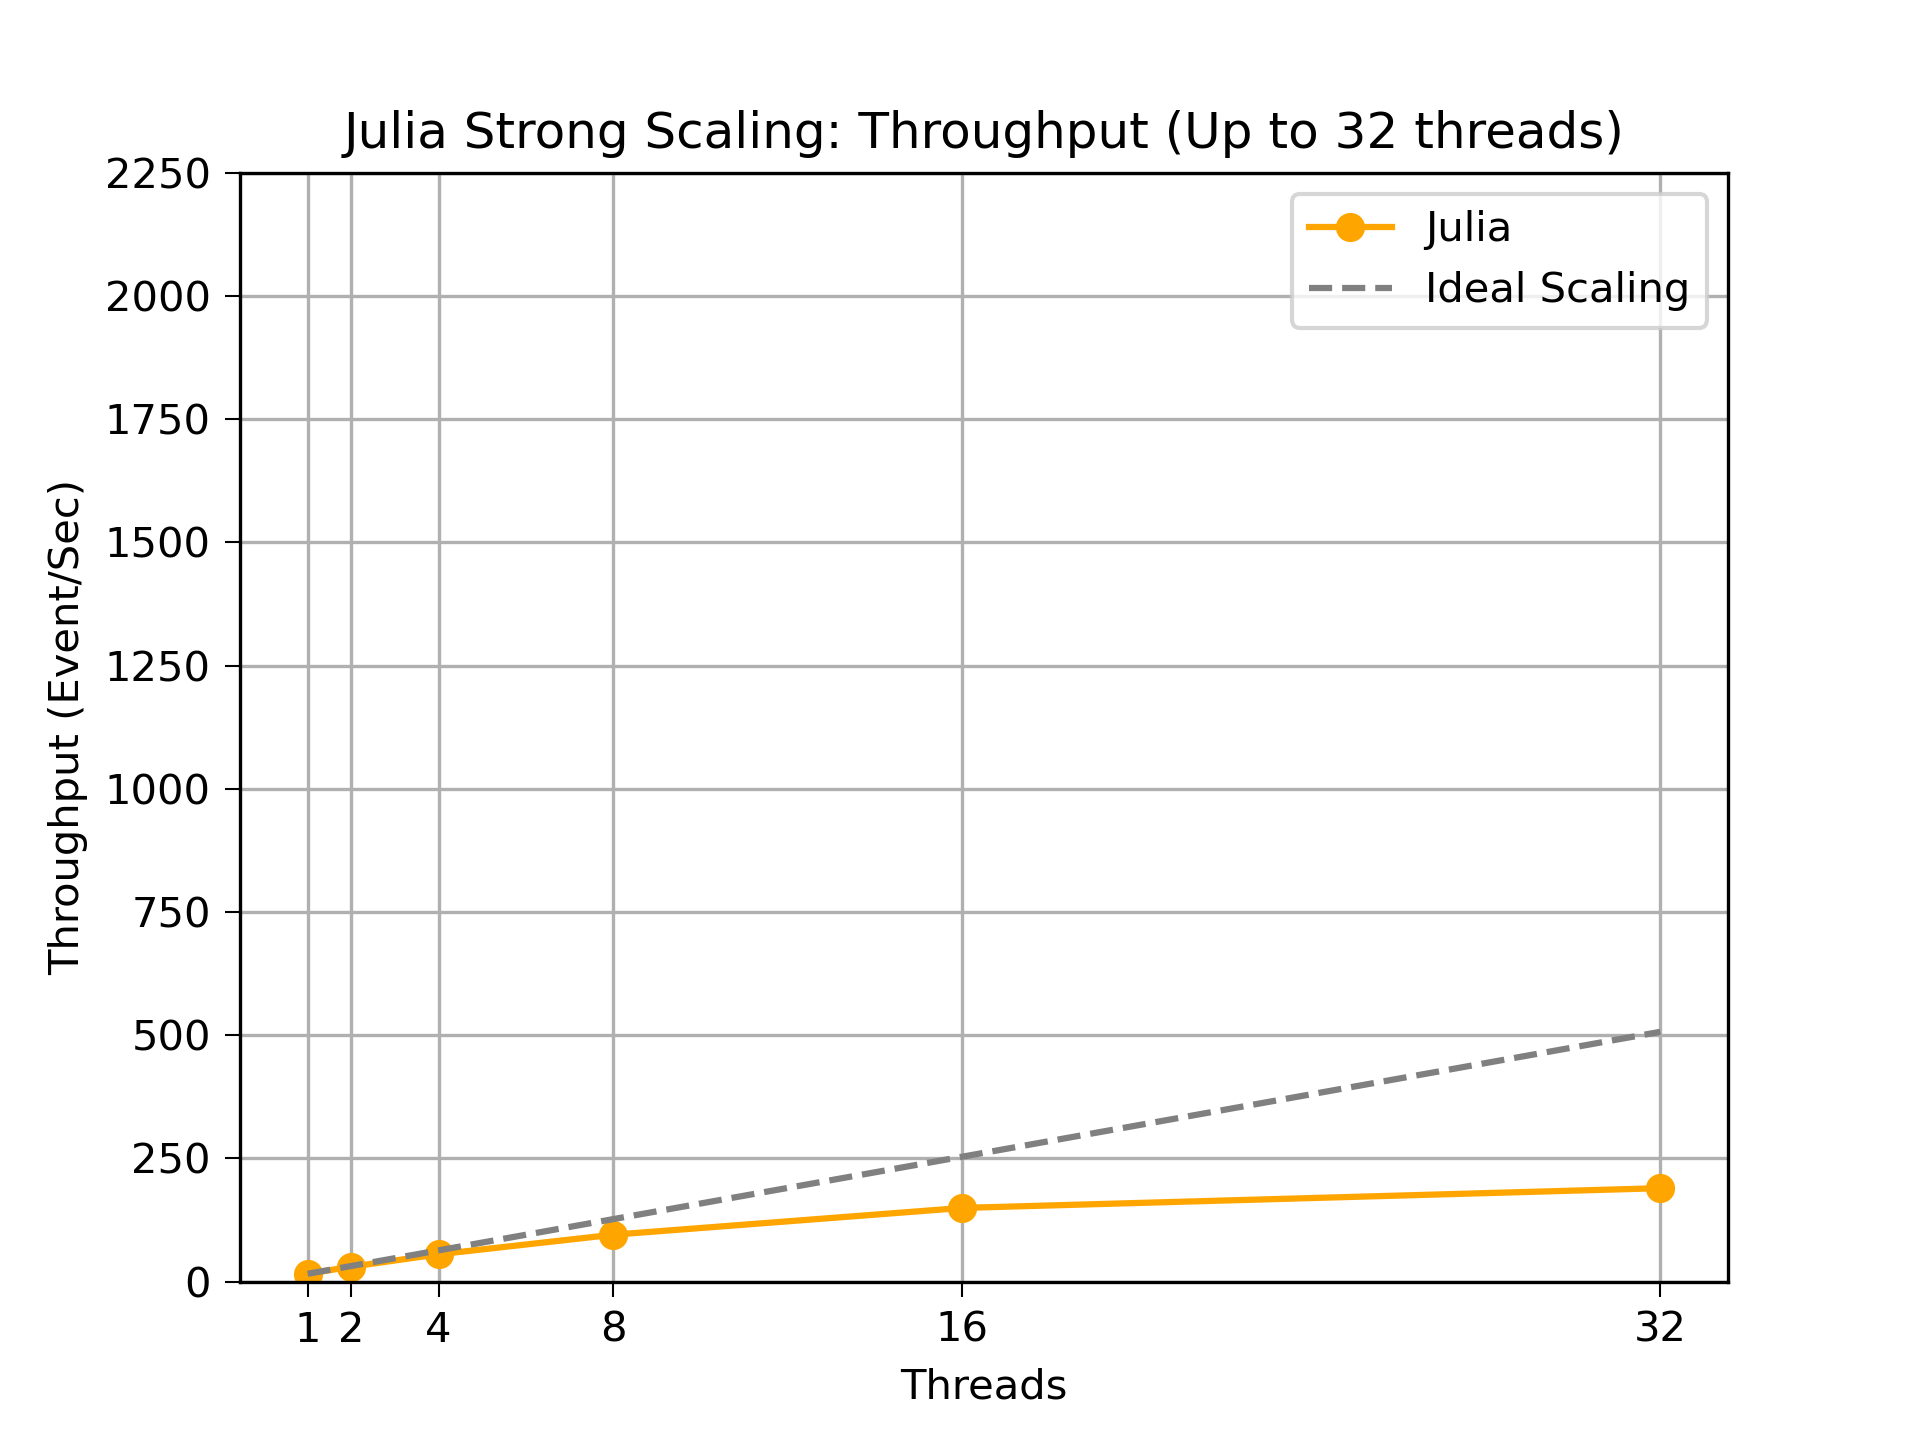 Julia Strong Scaling: Throughput (Up to 32 threads)
Julia
Ideal Scaling
Throughput (Event/Sec)
2250
2000
1750
1500
1250
1000
750
500
250
0
1 2 4 8 16 32
Threads